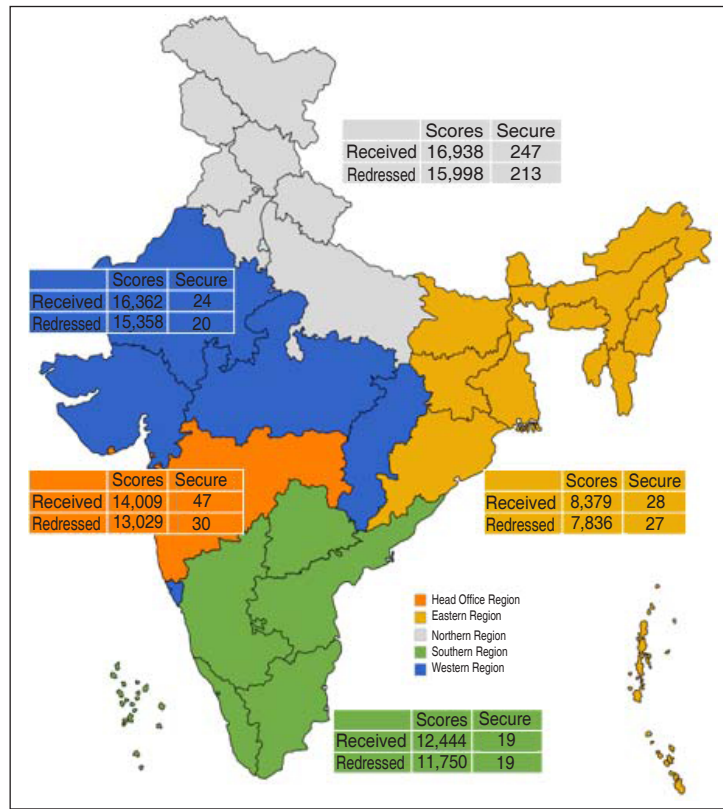 Scores Secure
Received 16,938 247
Redressed 15,998 213
Scores Secure
Received 16,362 24
Redressed 15,358 20
Scores Secure
Received 14,009 47
Redressed 13,029 30
Scores Secure
Received 8,379 28
Redressed 7,836 27
Head Office Region
Eastern Region
Northern Region
Southern Region
Western Region
Scores Secure
Received 12,444 19
Redressed 11,750 19